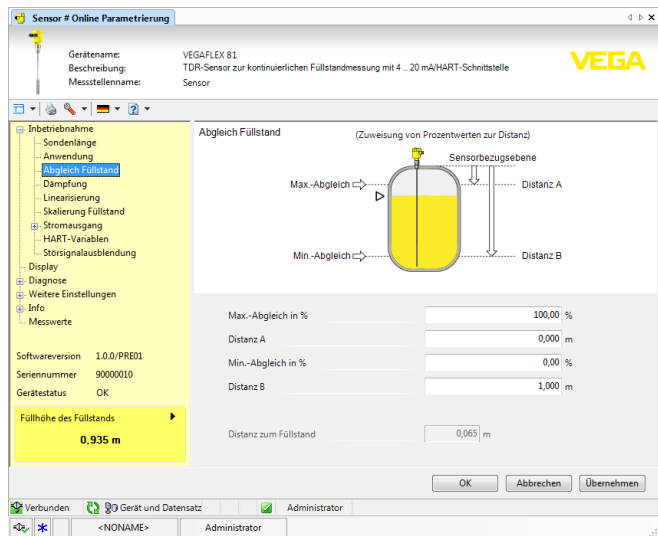 Sensor # Online Parametrierung
Gerätename: VEGAFLEX 81
Beschreibung: TDR-Sensor zur kontinuierlichen Füllstandmessung mit 4 .. 20 mA/HART-Schnittstelle
Messstellenname: Sensor
VEGA
Inbetriebnahme
Sondenlänge
Anwendung
Abgleich Füllstand
Dämpfung
Linearisierung
Skalierung Füllstand
Stromausgang
HART-Variablen
Störsignalausblendung
Display
Diagnose
Weitere Einstellungen
Info
Messwerte
Softwareversion 1.0.0/PRE01
Seriennummer 90000010
Gerätestatus OK
Füllhöhe des Füllstands
0,935 m
Abgleich Füllstand
(Zuweisung von Prozentwerten zur Distanz)
Sensorbezugsebene
Max.-Abgleich
Distanz A
Min.-Abgleich
Distanz B
Max.-Abgleich in % 100,00 %
Distanz A 0,000 m
Min.-Abgleich in % 0,00 %
Distanz B 1,000 m
Distanz zum Füllstand 0,065 m
OK Abbrechen Übernehmen
Verbunden Gerät und Datensatz Administrator
<NONAME> Administrator